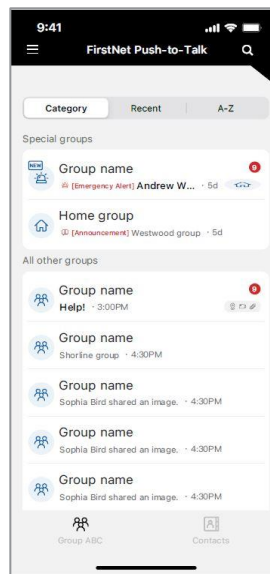 9:41
FirstNet Push-to-Talk
Category Recent A-Z
Special groups
NEW
Group name 9
[Emergency Alert] Andrew W... · 5d
Home group
[Announcement] Westwood group · 5d
All other groups
Group name 9
Help! · 3:00PM
Group name
Shorline group · 4:30PM
Group name
Sophia Bird shared an image. · 4:30PM
Group name
Sophia Bird shared an image. · 4:30PM
Group name
Sophia Bird shared an image. · 4:30PM
Group ABC Contacts